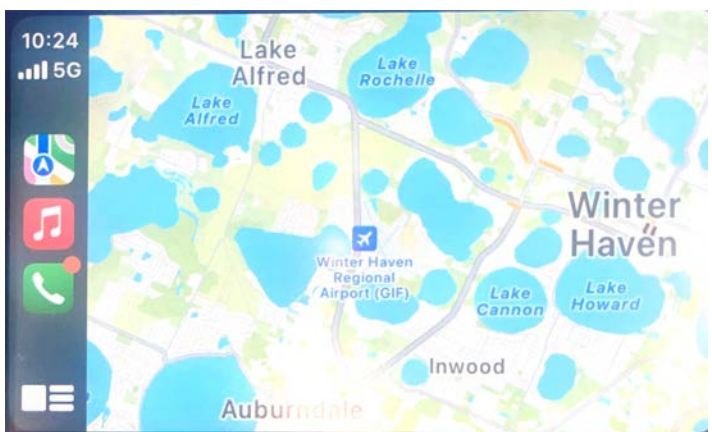 10:24
5G
Lake
Alfred
Lake
Rochelle
Lake
Alfred
Winter
Haven
Winter Haven
Regional
Airport (GIF)
Lake
Cannon
Lake
Howard
Inwood
Auburndale